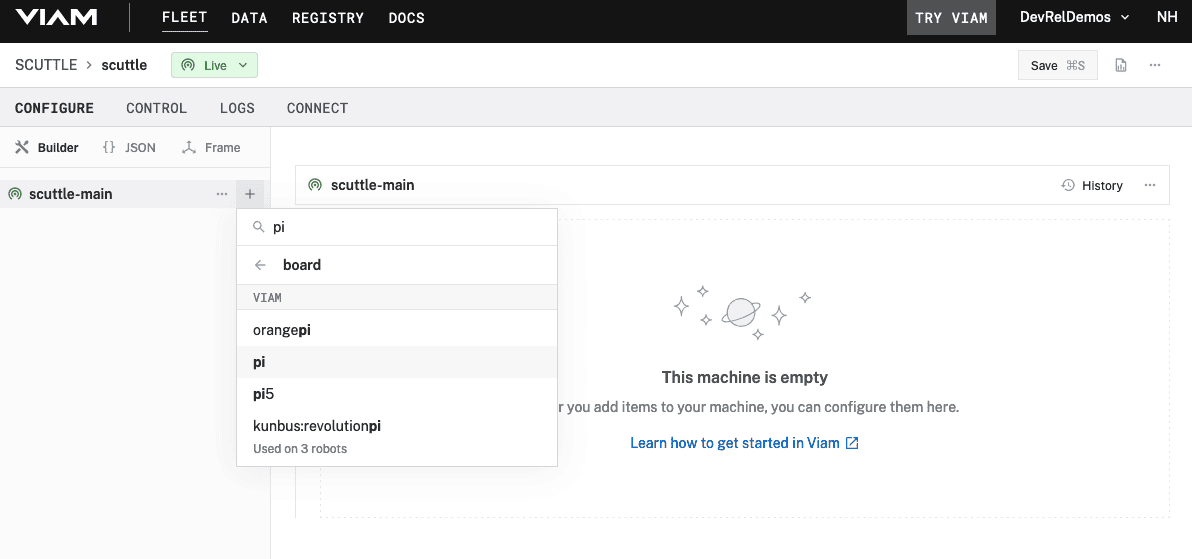 VIAM FLEET DATA REGISTRY DOCS TRY VIAM DevRelDemos NH
SCUTTLE > scuttle Live Save ⌘S
CONFIGURE CONTROL LOGS CONNECT
Builder {} JSON Frame
scuttle-main ... +
scuttle-main History ...
pi
board
VIAM
orangepi
pi
pi5
kunbus:revolutionpi
Used on 3 robots
This machine is empty
r you add items to your machine, you can configure them here.
Learn how to get started in Viam